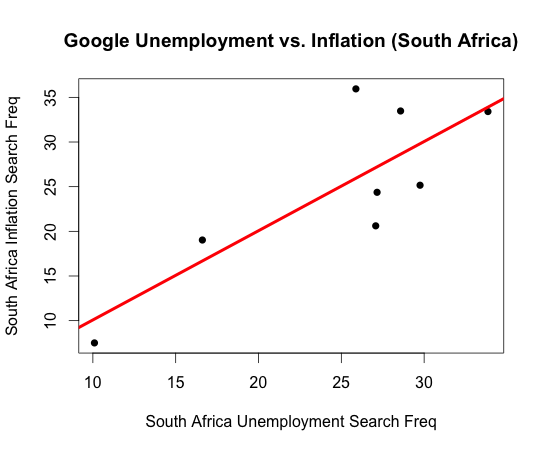 Google Unemployment vs. Inflation (South Africa)
South Africa Inflation Search Freq
35
30
25
20
15
10
10 15 20 25 30
South Africa Unemployment Search Freq